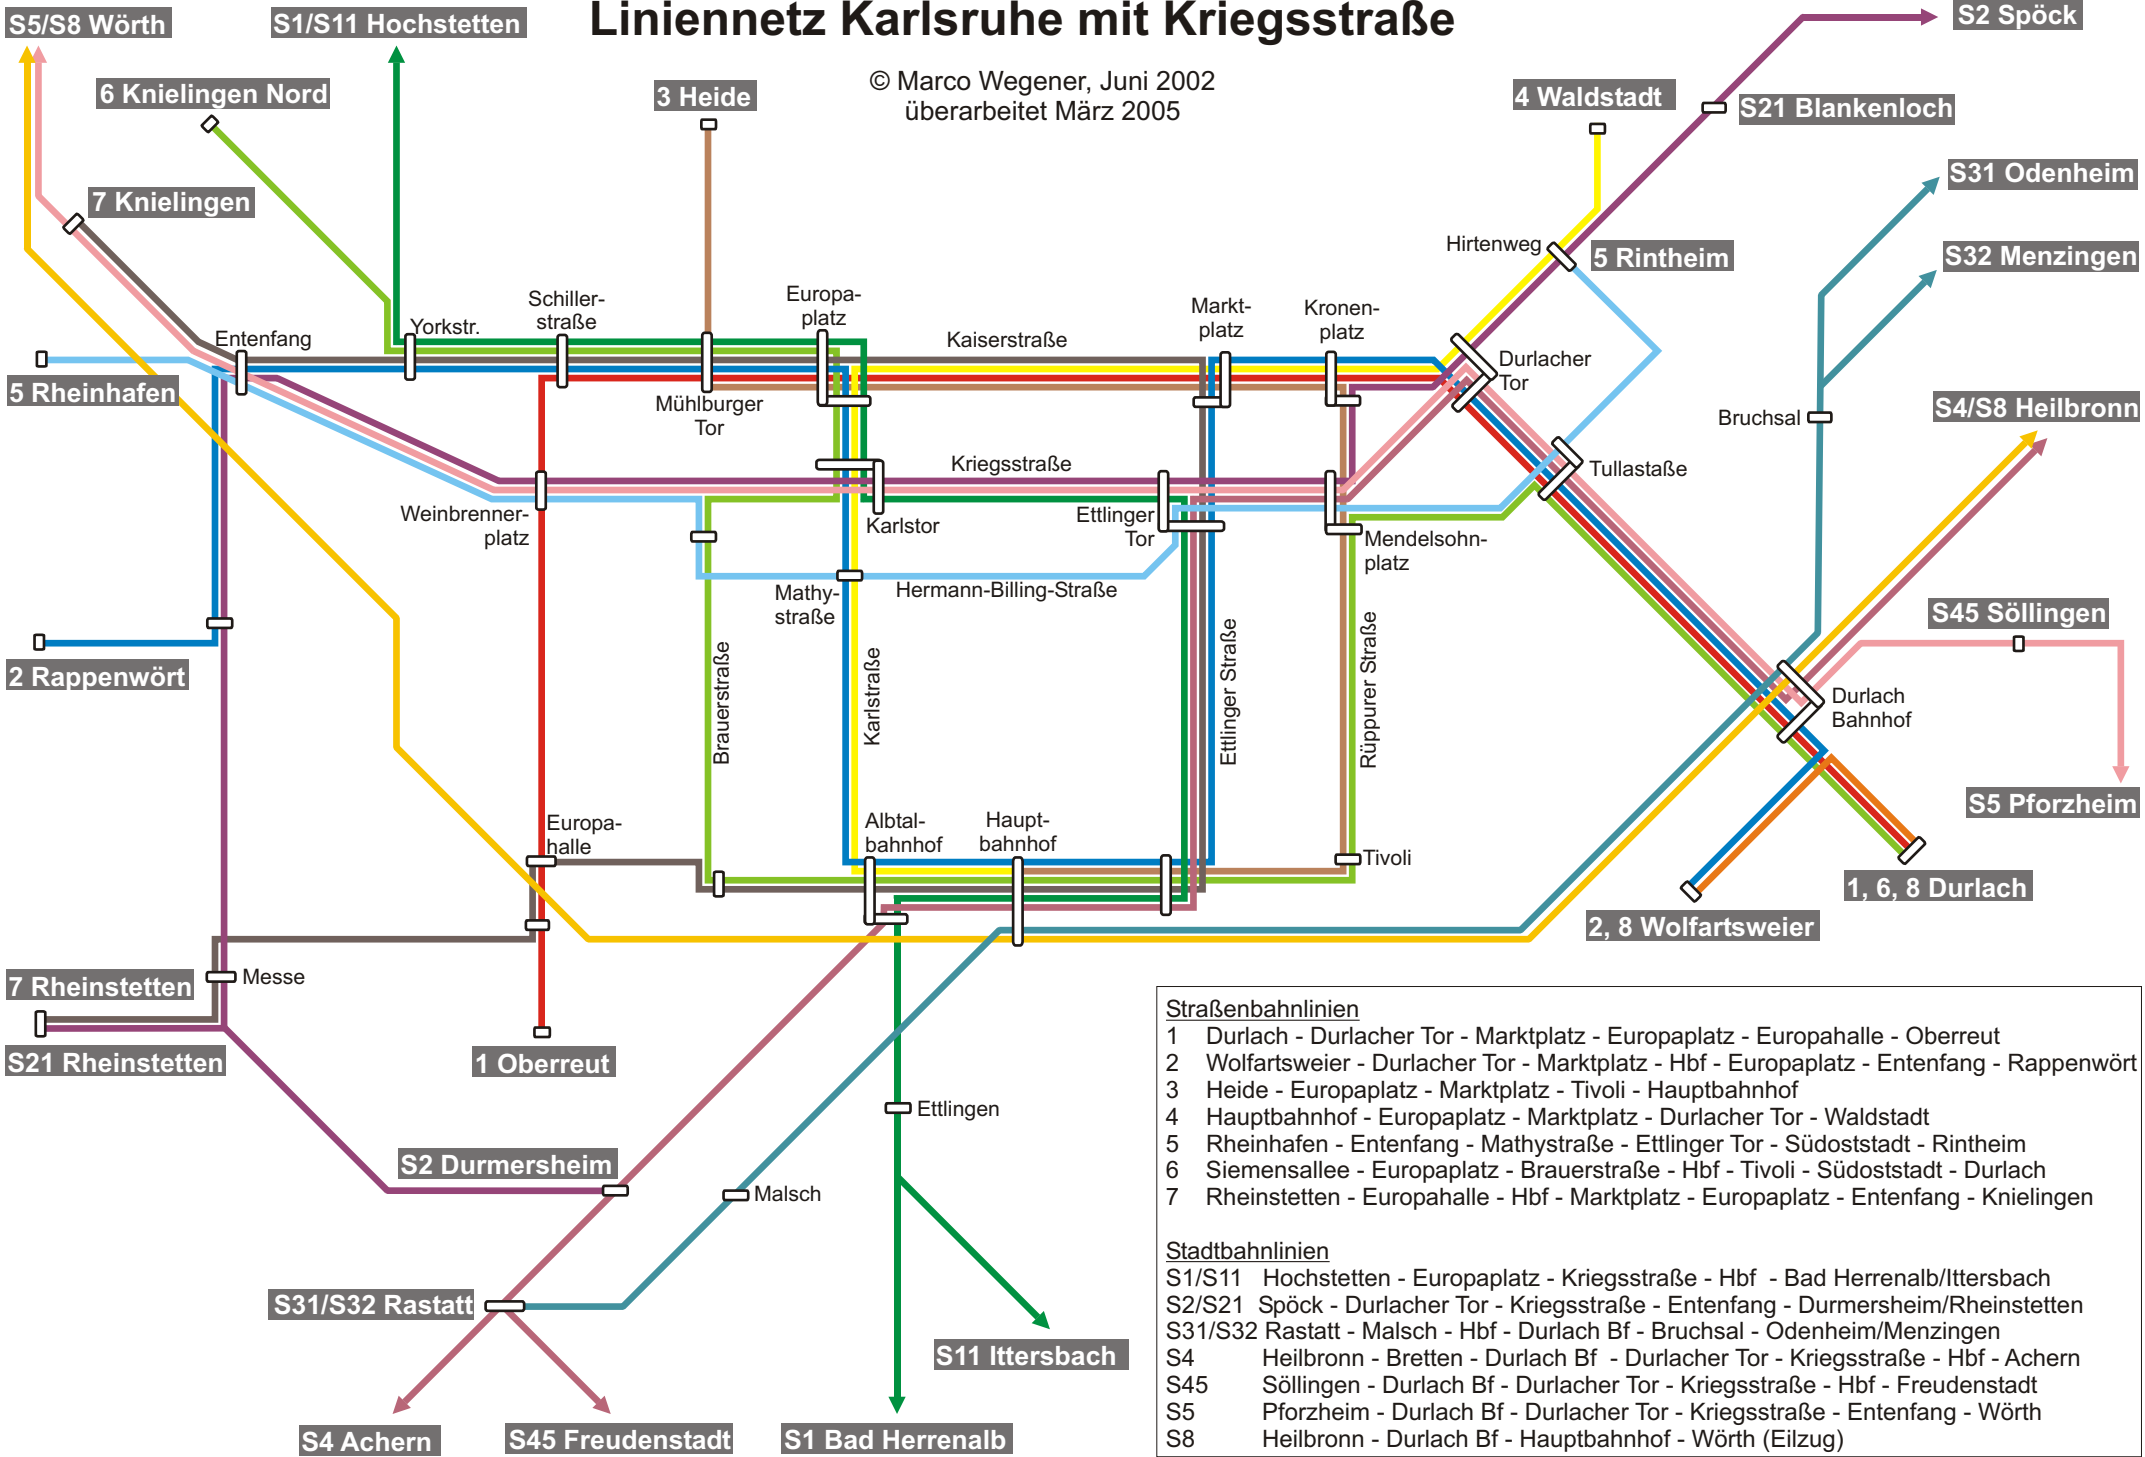 Liniennetz Karlsruhe mit Kriegsstraße
© Marco Wegener, Juni 2002
überarbeitet März 2005
S5/S8 Wörth
S1/S11 Hochstetten
S2 Spöck
6 Knielingen Nord
3 Heide
4 Waldstadt
S21 Blankenloch
S31 Odenheim
7 Knielingen
Hirtenweg
5 Rintheim
S32 Menzingen
Schiller-
straße
Europa-
platz
Markt-
platz
Kronen-
platz
Entenfang
Yorkstr.
Kaiserstraße
Durlacher
Tor
5 Rheinhafen
Mühlburger
Tor
Bruchsal
S4/S8 Heilbronn
Kriegsstraße
Tullastaße
Weinbrenner-
platz
Karlstor
Ettlinger
Tor
Mendelsohn-
platz
Mathy-
straße
Hermann-Billing-Straße
S45 Söllingen
2 Rappenwört
Brauerstraße
Karlstraße
Ettlinger Straße
Rüppurer Straße
Durlach
Bahnhof
S5 Pforzheim
Europa-
halle
Albtal-
bahnhof
Haupt-
bahnhof
Tivoli
1, 6, 8 Durlach
2, 8 Wolfartsweier
7 Rheinstetten
Messe
S21 Rheinstetten
1 Oberreut
Ettlingen
S2 Durmersheim
Malsch
S31/S32 Rastatt
S11 Ittersbach
S4 Achern
S45 Freudenstadt
S1 Bad Herrenalb
Straßenbahnlinien
1 Durlach - Durlacher Tor - Marktplatz - Europaplatz - Europahalle - Oberreut
2 Wolfartsweier - Durlacher Tor - Marktplatz - Hbf - Europaplatz - Entenfang - Rappenwört
3 Heide - Europaplatz - Marktplatz - Tivoli - Hauptbahnhof
4 Hauptbahnhof - Europaplatz - Marktplatz - Durlacher Tor - Waldstadt
5 Rheinhafen - Entenfang - Mathystraße - Ettlinger Tor - Südoststadt - Rintheim
6 Siemensallee - Europaplatz - Brauerstraße - Hbf - Tivoli - Südoststadt - Durlach
7 Rheinstetten - Europahalle - Hbf - Marktplatz - Europaplatz - Entenfang - Knielingen
Stadtbahnlinien
S1/S11 Hochstetten - Europaplatz - Kriegsstraße - Hbf - Bad Herrenalb/Ittersbach
S2/S21 Spöck - Durlacher Tor - Kriegsstraße - Entenfang - Durmersheim/Rheinstetten
S31/S32 Rastatt - Malsch - Hbf - Durlach Bf - Bruchsal - Odenheim/Menzingen
S4 Heilbronn - Bretten - Durlach Bf - Durlacher Tor - Kriegsstraße - Hbf - Achern
S45 Söllingen - Durlach Bf - Durlacher Tor - Kriegsstraße - Hbf - Freudenstadt
S5 Pforzheim - Durlach Bf - Durlacher Tor - Kriegsstraße - Entenfang - Wörth
S8 Heilbronn - Durlach Bf - Hauptbahnhof - Wörth (Eilzug)